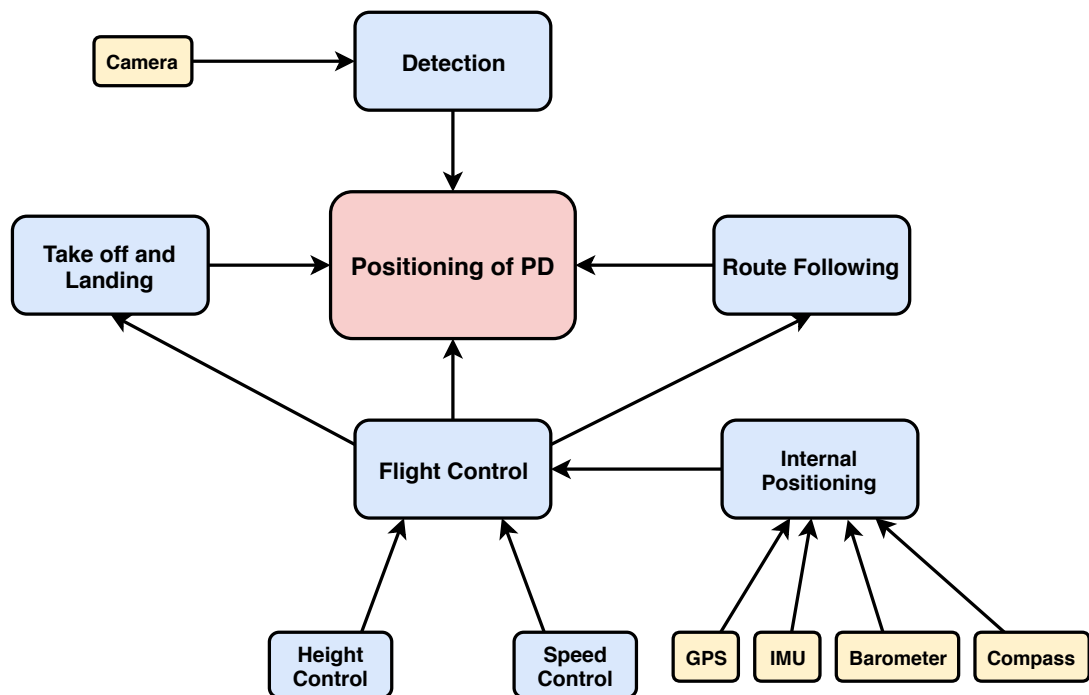 Camera
Detection
Take off and
Landing
Positioning of PD
Route Following
Flight Control
Internal
Positioning
Height
Control
Speed
Control
GPS
IMU
Barometer
Compass